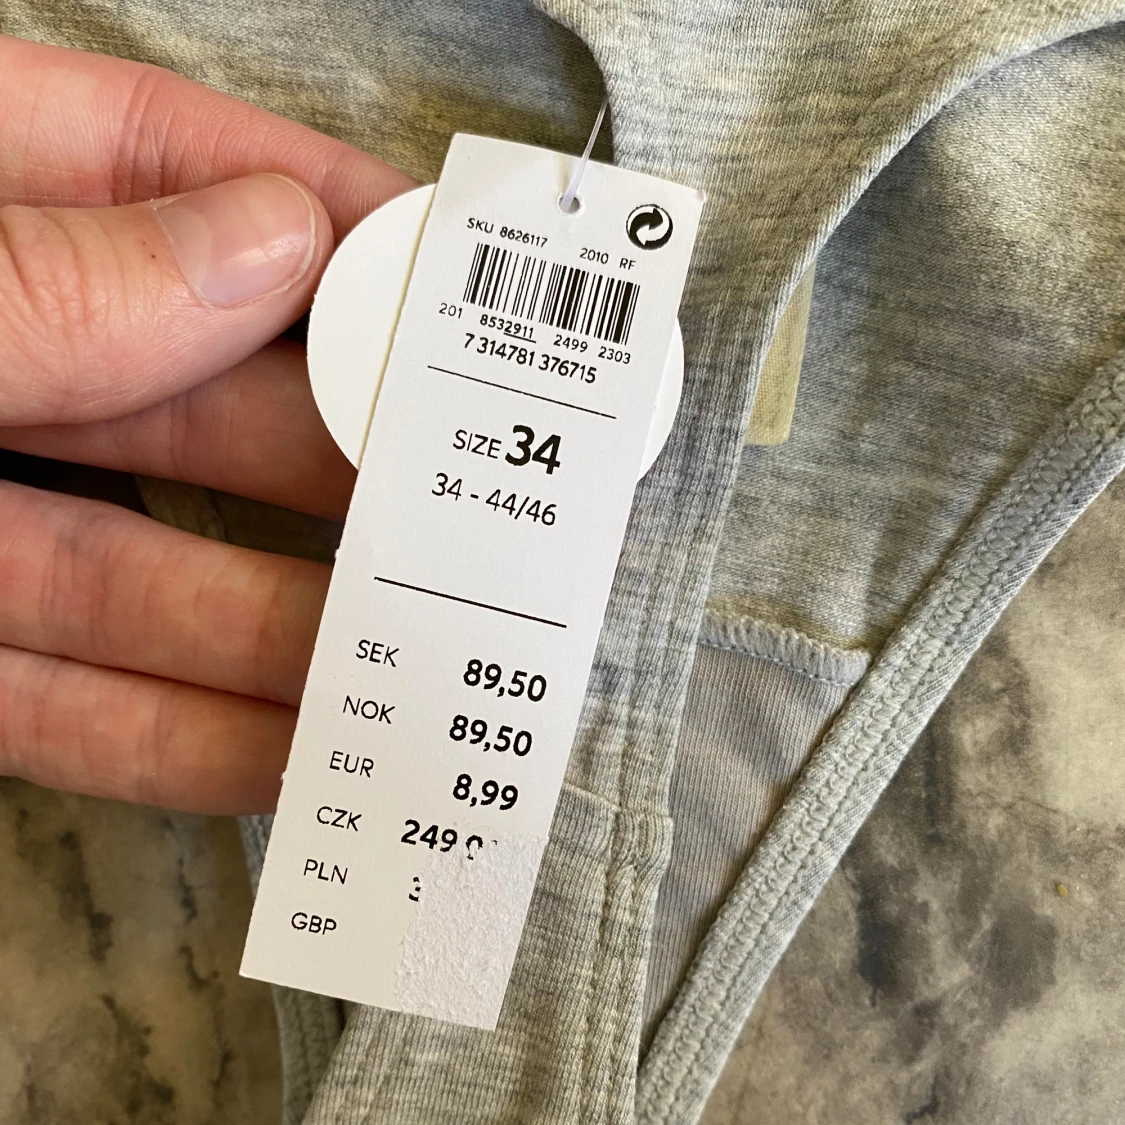 SKU 8626117 2010 RF
201 8532911 2499 2303
7 314781 376715
SIZE 34
34 - 44/46
SEK 89,50
NOK 89,50
EUR 8,99
CZK 249
PLN
GBP